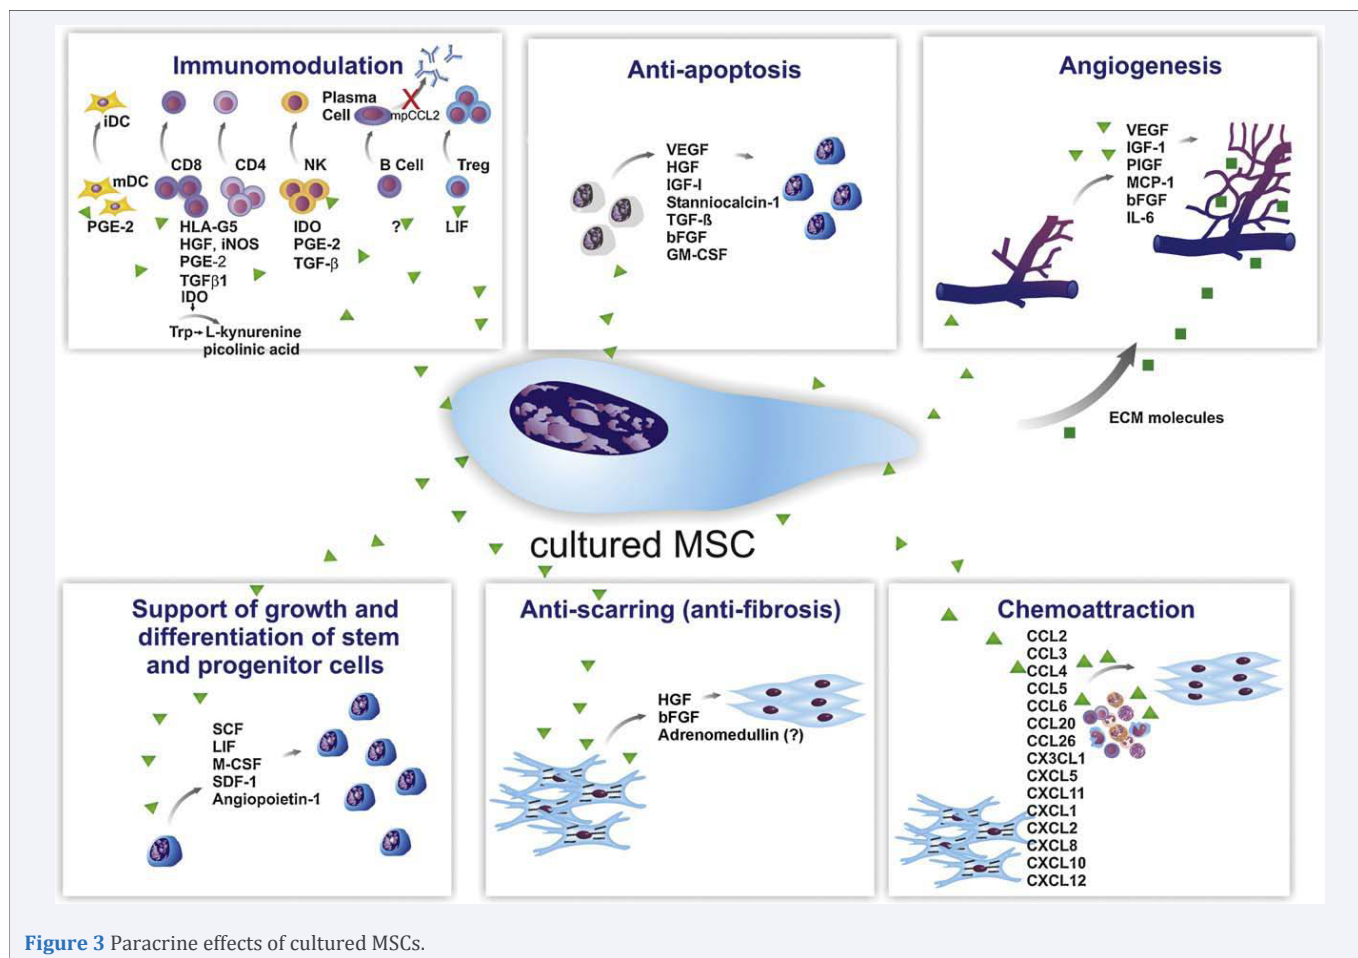 Immunomodulation
Plasma
Cell
mpCCL2
iDC
mDC
CD8
CD4
NK
B Cell
Treg
PGE-2
HLA-G5
HGF, iNOS
PGE-2
TGFβ1
IDO
Trp→L-kynurenine
picolinic acid
IDO
PGE-2
TGF-β
?
LIF
Anti-apoptosis
VEGF
HGF
IGF-I
Stanniocalcin-1
TGF-ß
bFGF
GM-CSF
Angiogenesis
VEGF
IGF-1
PIGF
MCP-1
bFGF
IL-6
ECM molecules
cultured MSC
Support of growth and
differentiation of stem
and progenitor cells
SCF
LIF
M-CSF
SDF-1
Angiopoietin-1
Anti-scarring (anti-fibrosis)
HGF
bFGF
Adrenomedullin (?)
Chemoattraction
CCL2
CCL3
CCL4
CCL5
CCL6
CCL20
CCL26
CX3CL1
CXCL5
CXCL11
CXCL1
CXCL2
CXCL8
CXCL10
CXCL12
Figure 3 Paracrine effects of cultured MSCs.